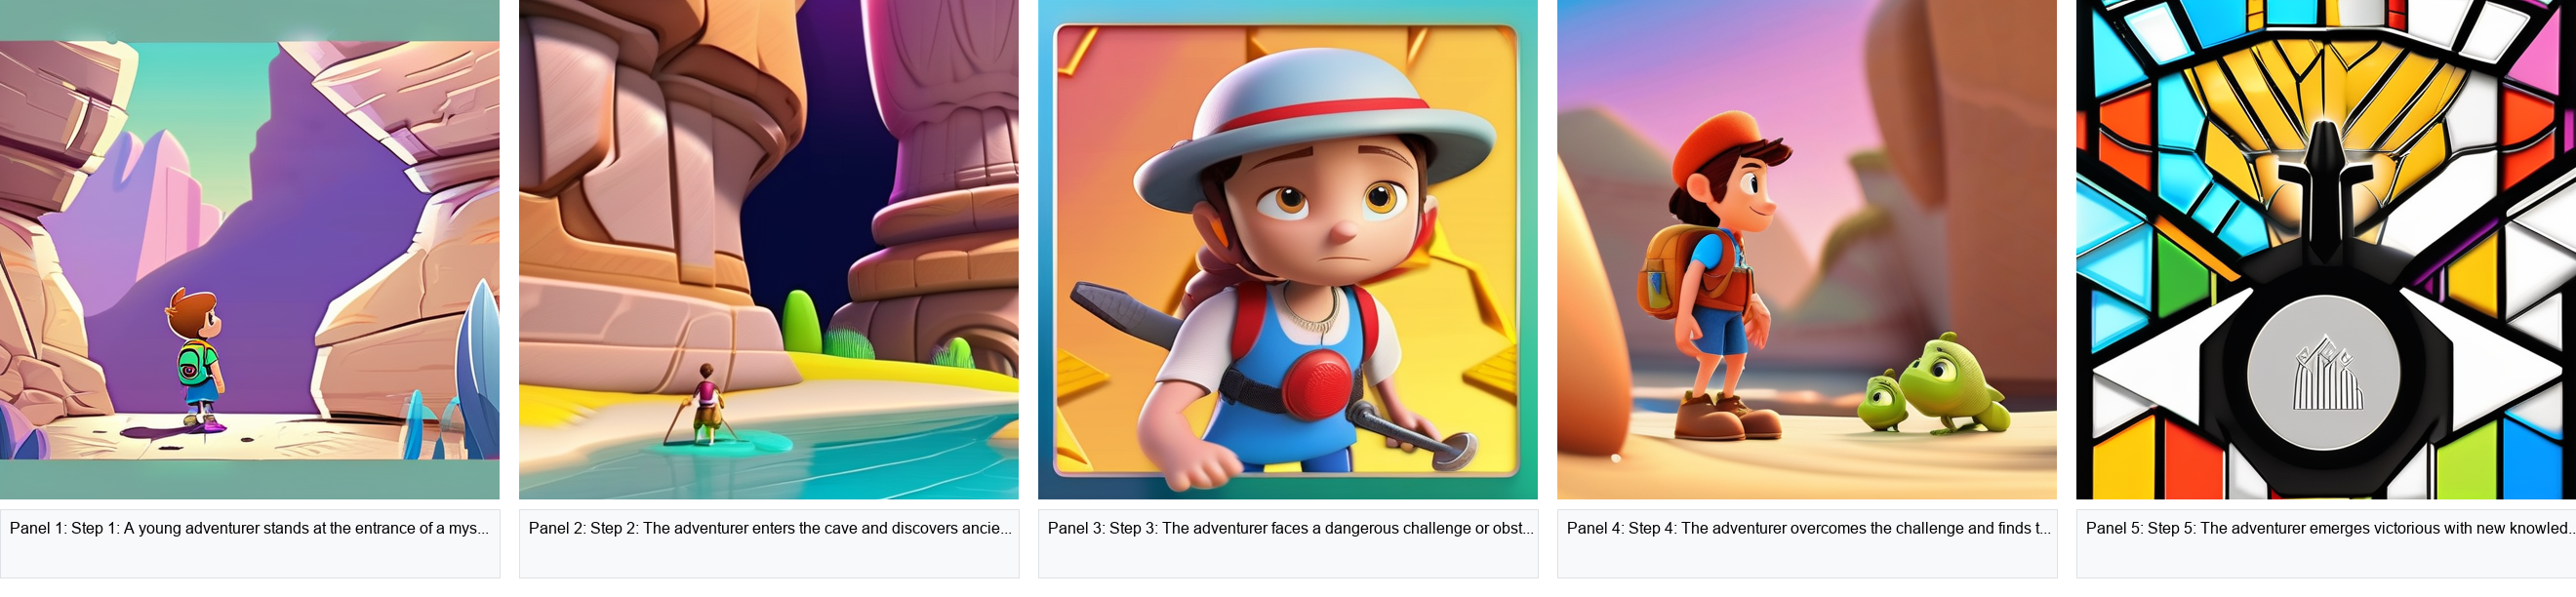 Panel 1: Step 1: A young adventurer stands at the entrance of a mys...
Panel 2: Step 2: The adventurer enters the cave and discovers ancie...
Panel 3: Step 3: The adventurer faces a dangerous challenge or obst...
Panel 4: Step 4: The adventurer overcomes the challenge and finds t...
Panel 5: Step 5: The adventurer emerges victorious with new knowled..